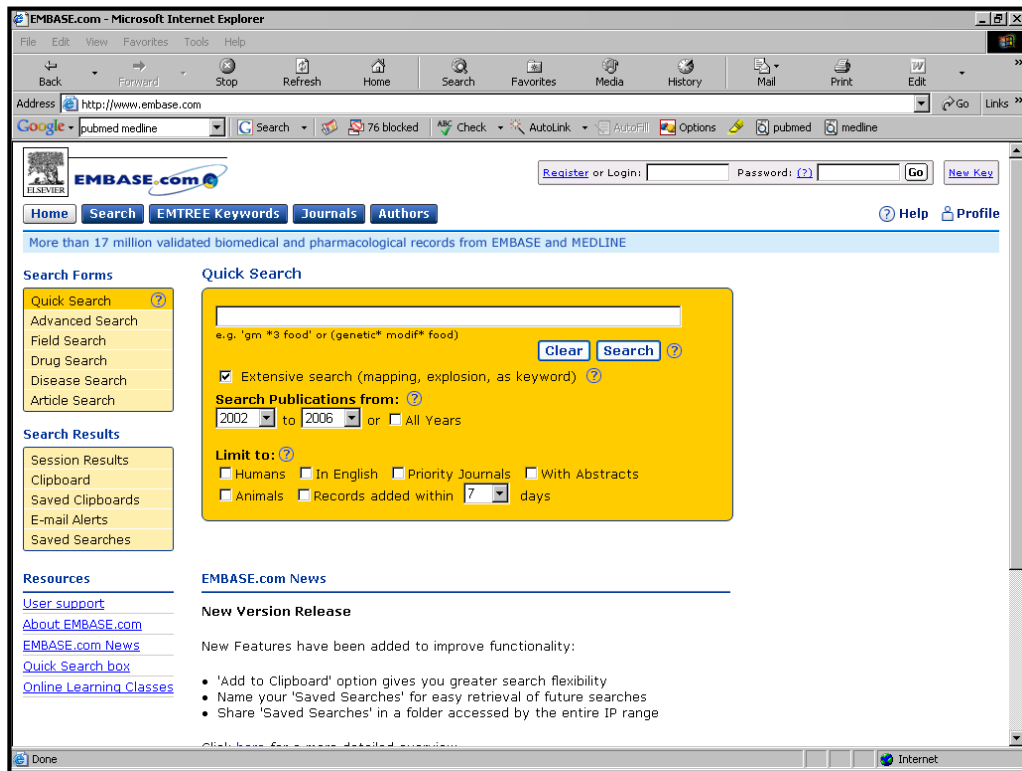 EMBASE.com - Microsoft Internet Explorer
File Edit View Favorites Tools Help
Back Forward Stop Refresh Home Search Favorites Media History Mail Print Edit »
Address http://www.embase.com Go Links »
Google pubmed medline Search 76 blocked ABC Check AutoLink AutoFill Options pubmed medline
ELSEVIER EMBASE.com Register or Login: Password: (?) Go New Key
Home Search EMTREE Keywords Journals Authors ? Help Profile
More than 17 million validated biomedical and pharmacological records from EMBASE and MEDLINE
Search Forms
Quick Search ?
Advanced Search
Field Search
Drug Search
Disease Search
Article Search
Search Results
Session Results
Clipboard
Saved Clipboards
E-mail Alerts
Saved Searches
Resources
User support
About EMBASE.com
EMBASE.com News
Quick Search box
Online Learning Classes
Quick Search
e.g. 'gm *3 food' or (genetic* modif* food)
Clear Search ?
Extensive search (mapping, explosion, as keyword) ?
Search Publications from: ?
2002 to 2006 or All Years
Limit to: ?
Humans In English Priority Journals With Abstracts
Animals Records added within 7 days
EMBASE.com News
New Version Release
New Features have been added to improve functionality:
• 'Add to Clipboard' option gives you greater search flexibility
• Name your 'Saved Searches' for easy retrieval of future searches
• Share 'Saved Searches' in a folder accessed by the entire IP range
Click here for a more detailed overview
Done Internet